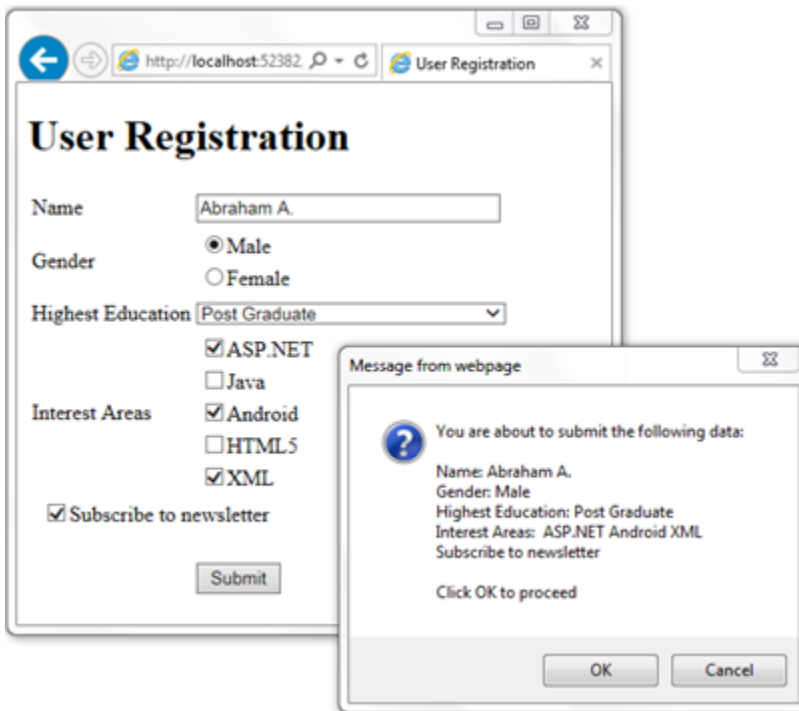 http://localhost:52382
User Registration
User Registration
Name
Abraham A.
Gender
Male
Female
Highest Education Post Graduate
ASP.NET
Java
Interest Areas
Android
HTML5
XML
Subscribe to newsletter
Submit
Message from webpage
You are about to submit the following data:
Name: Abraham A.
Gender: Male
Highest Education: Post Graduate
Interest Areas:  ASP.NET Android XML
Subscribe to newsletter
Click OK to proceed
OK
Cancel